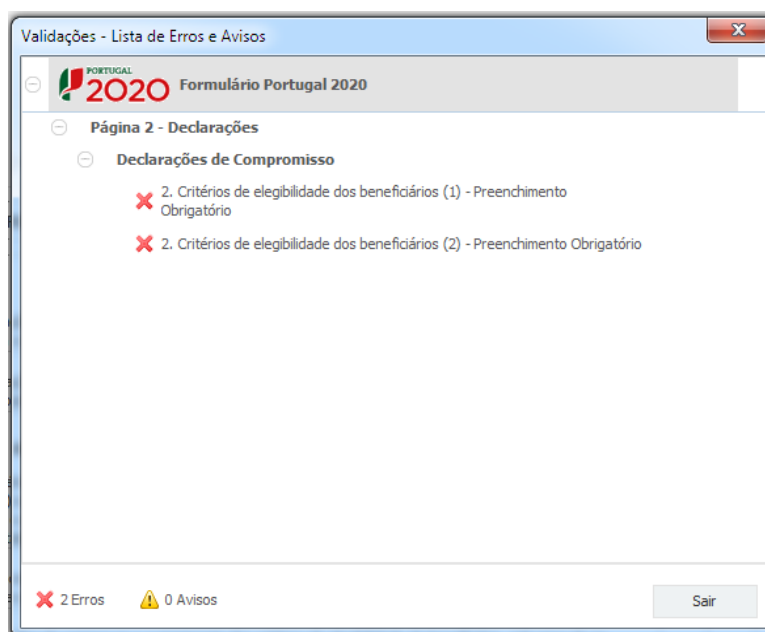 Validações - Lista de Erros e Avisos
PORTUGAL
2020 Formulário Portugal 2020
Página 2 - Declarações
Declarações de Compromisso
2. Critérios de elegibilidade dos beneficiários (1) - Preenchimento
Obrigatório
2. Critérios de elegibilidade dos beneficiários (2) - Preenchimento Obrigatório
2 Erros 0 Avisos Sair